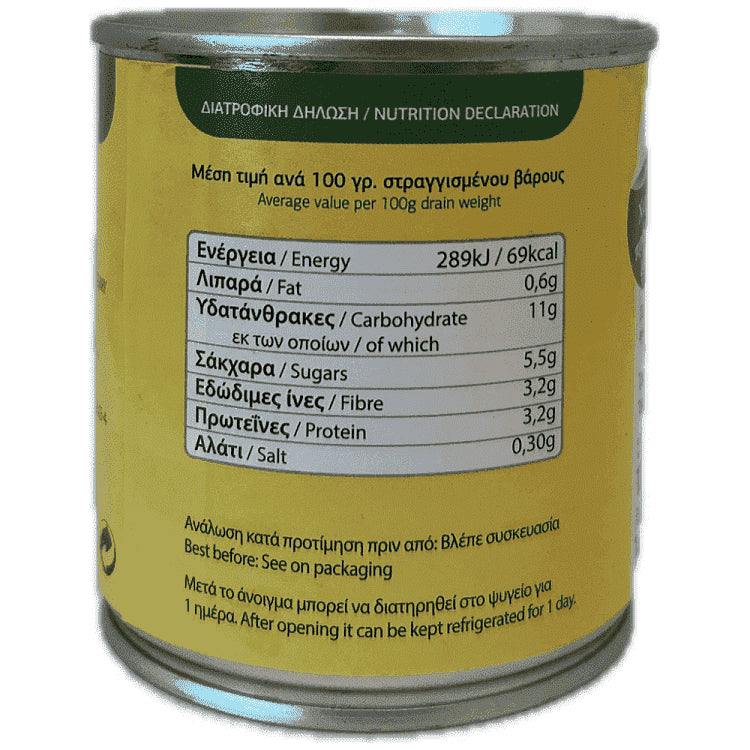 ΔΙΑΤΡΟΦΙΚΗ ΔΗΛΩΣΗ / NUTRITION DECLARATION
Μέση τιμή ανά 100 γρ. στραγγισμένου βάρους
Average value per 100g drain weight
Ενέργεια / Energy 289kJ / 69kcal
Λιπαρά / Fat 0,6g
Υδατάνθρακες / Carbohydrate 11g
εκ των οποίων / of which
Σάκχαρα / Sugars 5,5g
Εδώδιμες ίνες / Fibre 3,2g
Πρωτεΐνες / Protein 3,2g
Αλάτι / Salt 0,30g
Ανάλωση κατά προτίμηση πριν από: Βλέπε συσκευασία
Best before: See on packaging
Μετά το άνοιγμα μπορεί να διατηρηθεί στο ψυγείο για
1 ημέρα. After opening it can be kept refrigerated for 1 day.